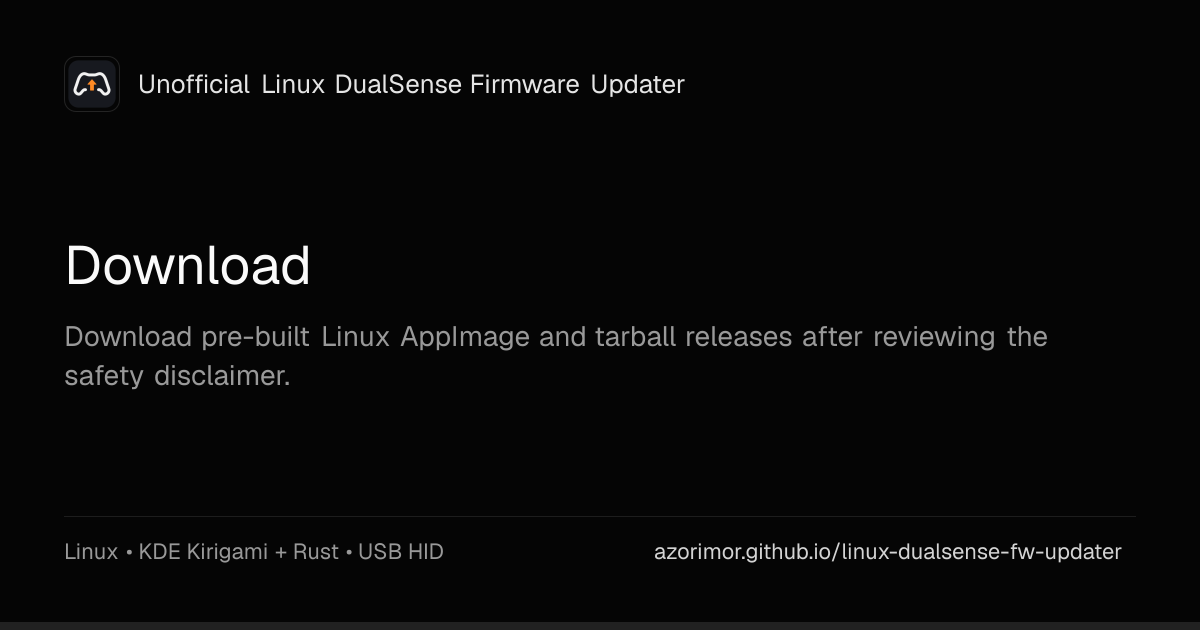 Unofficial Linux DualSense Firmware Updater
Download
Download pre-built Linux AppImage and tarball releases after reviewing the
safety disclaimer.
Linux • KDE Kirigami + Rust • USB HID
azorimor.github.io/linux-dualsense-fw-updater